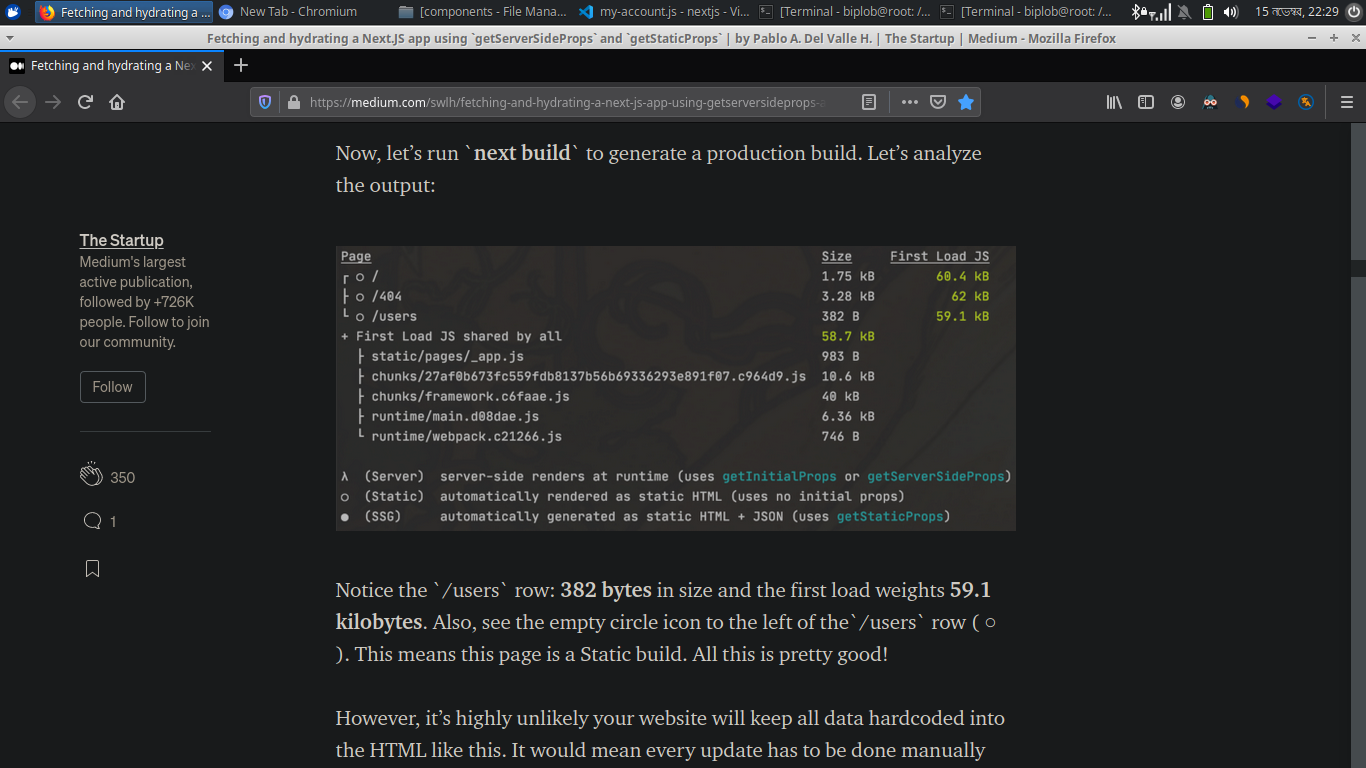 Fetching and hydrating a ...
New Tab - Chromium
[components - File Mana...
my-account.js - nextjs - Vi...
[Terminal - biplob@root: /...
[Terminal - biplob@root: /...
15 নভেম্বর, 22:29
Fetching and hydrating a Next.JS app using `getServerSideProps` and `getStaticProps` | by Pablo A. Del Valle H. | The Startup | Medium - Mozilla Firefox
Fetching and hydrating a Nex
https://medium.com/swlh/fetching-and-hydrating-a-next-js-app-using-getserversideprops-a
Now, let’s run `next build` to generate a production build. Let’s analyze
the output:
The Startup
Medium's largest
active publication,
followed by +726K
people. Follow to join
our community.
Follow
350
1
Page Size First Load JS
┌ ○ / 1.75 kB 60.4 kB
├ ○ /404 3.28 kB 62 kB
└ ○ /users 382 B 59.1 kB
+ First Load JS shared by all 58.7 kB
├ static/pages/_app.js 983 B
├ chunks/27af0b673fc559fdb8137b56b69336293e891f07.c964d9.js 10.6 kB
├ chunks/framework.c6faae.js 40 kB
├ runtime/main.d08dae.js 6.36 kB
└ runtime/webpack.c21266.js 746 B
λ (Server) server-side renders at runtime (uses getInitialProps or getServerSideProps)
○ (Static) automatically rendered as static HTML (uses no initial props)
● (SSG) automatically generated as static HTML + JSON (uses getStaticProps)
Notice the `/users` row: 382 bytes in size and the first load weights 59.1
kilobytes. Also, see the empty circle icon to the left of the`/users` row ( ○
). This means this page is a Static build. All this is pretty good!
However, it’s highly unlikely your website will keep all data hardcoded into
the HTML like this. It would mean every update has to be done manually